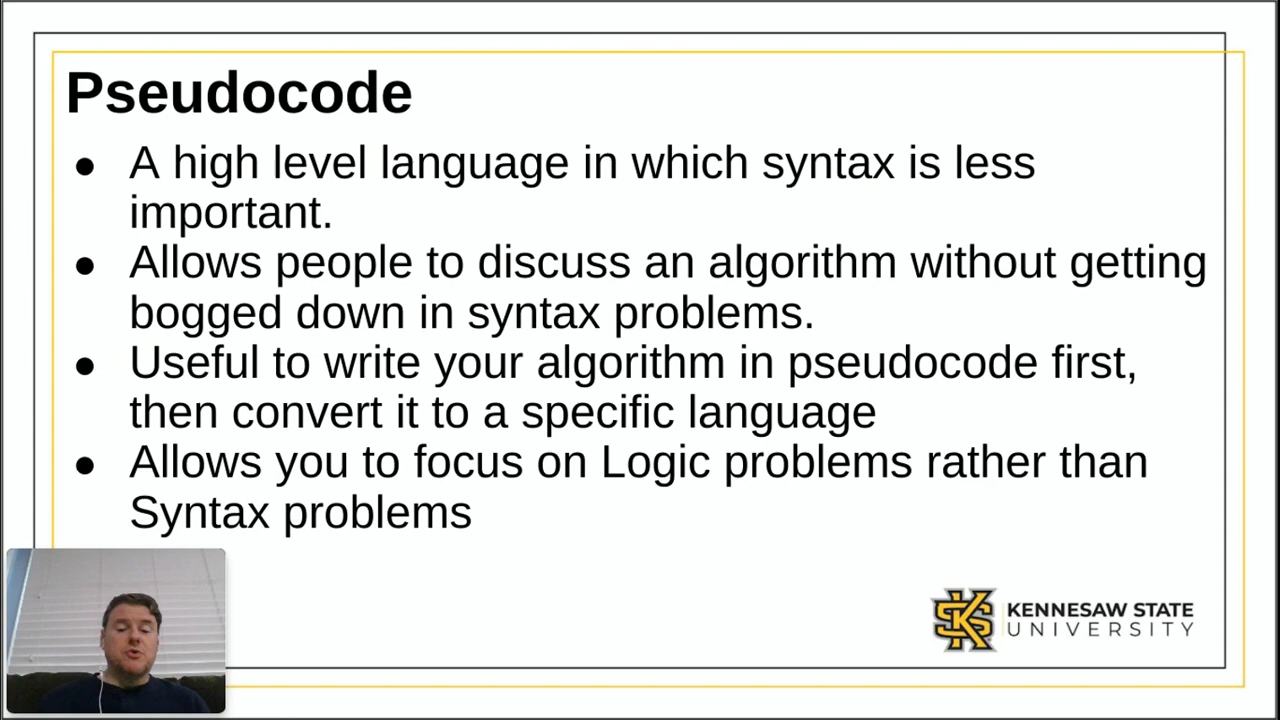 Pseudocode
● A high level language in which syntax is less
important.
● Allows people to discuss an algorithm without getting
bogged down in syntax problems.
● Useful to write your algorithm in pseudocode first,
then convert it to a specific language
● Allows you to focus on Logic problems rather than
Syntax problems
KENNESAW STATE
UNIVERSITY